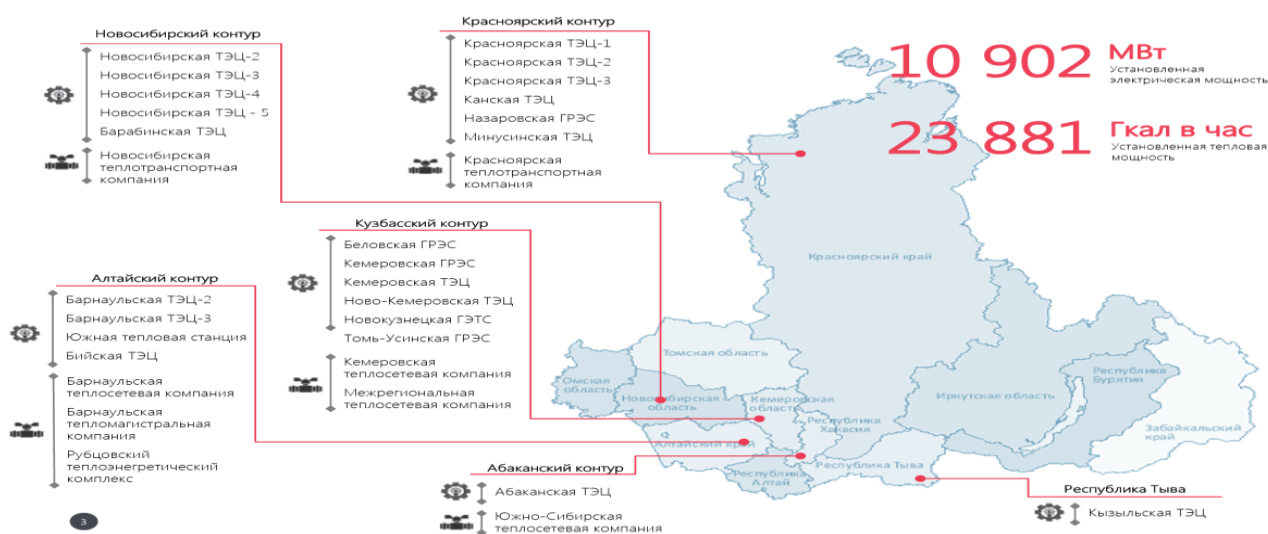 Новосибирский контур
Новосибирская ТЭЦ-2
Новосибирская ТЭЦ-3
Новосибирская ТЭЦ-4
Новосибирская ТЭЦ - 5
Барабинская ТЭЦ
Новосибирская
теплотранспортная
компания
Красноярский контур
Красноярская ТЭЦ-1
Красноярская ТЭЦ-2
Красноярская ТЭЦ-3
Канская ТЭЦ
Назаровская ГРЭС
Минусинская ТЭЦ
Красноярская
теплотранспортная
компания
10 902 МВт
Установленная
электрическая мощность
23 881 Гкал в час
Установленная тепловая
мощность
Кузбасский контур
Беловская ГРЭС
Кемеровская ГРЭС
Кемеровская ТЭЦ
Ново-Кемеровская ТЭЦ
Новокузнецкая ГЭТС
Томь-Усинская ГРЭС
Кемеровская
теплосетевая компания
Межрегиональная
теплосетевая компания
Алтайский контур
Барнаульская ТЭЦ-2
Барнаульская ТЭЦ-3
Южная тепловая станция
Бийская ТЭЦ
Барнаульская
теплосетевая компания
Барнаульская
тепломагистральная
компания
Рубцовский
теплоэнегретический
комплекс
Красноярский край
Томская область
Омская
область
Новосибирская
область
Кемеровская
область
Республика
Хакасия
Алтайский край
Республика
Алтай
Республика Тыва
Иркутская область
Республика
Бурятия
Забайкальский
край
Абаканский контур
Абаканская ТЭЦ
Южно-Сибирская
теплосетевая компания
Республика Тыва
Кызыльская ТЭЦ
3